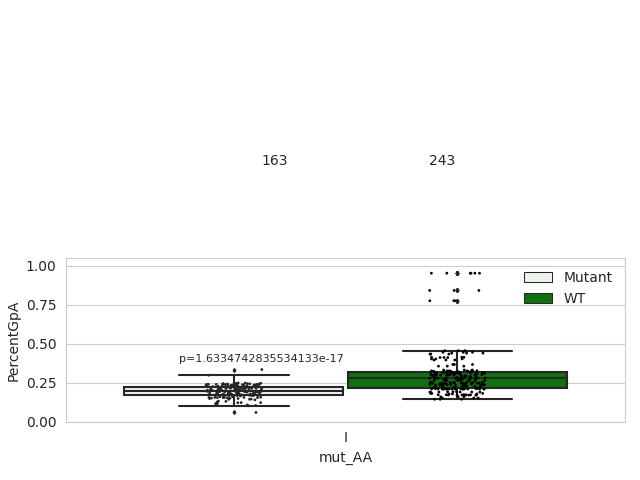 163 243
1.00
0.75
0.50
0.25
0.00
PercentGpA
Mutant
WT
p=1.6334742835534133e-17
I
mut_AA